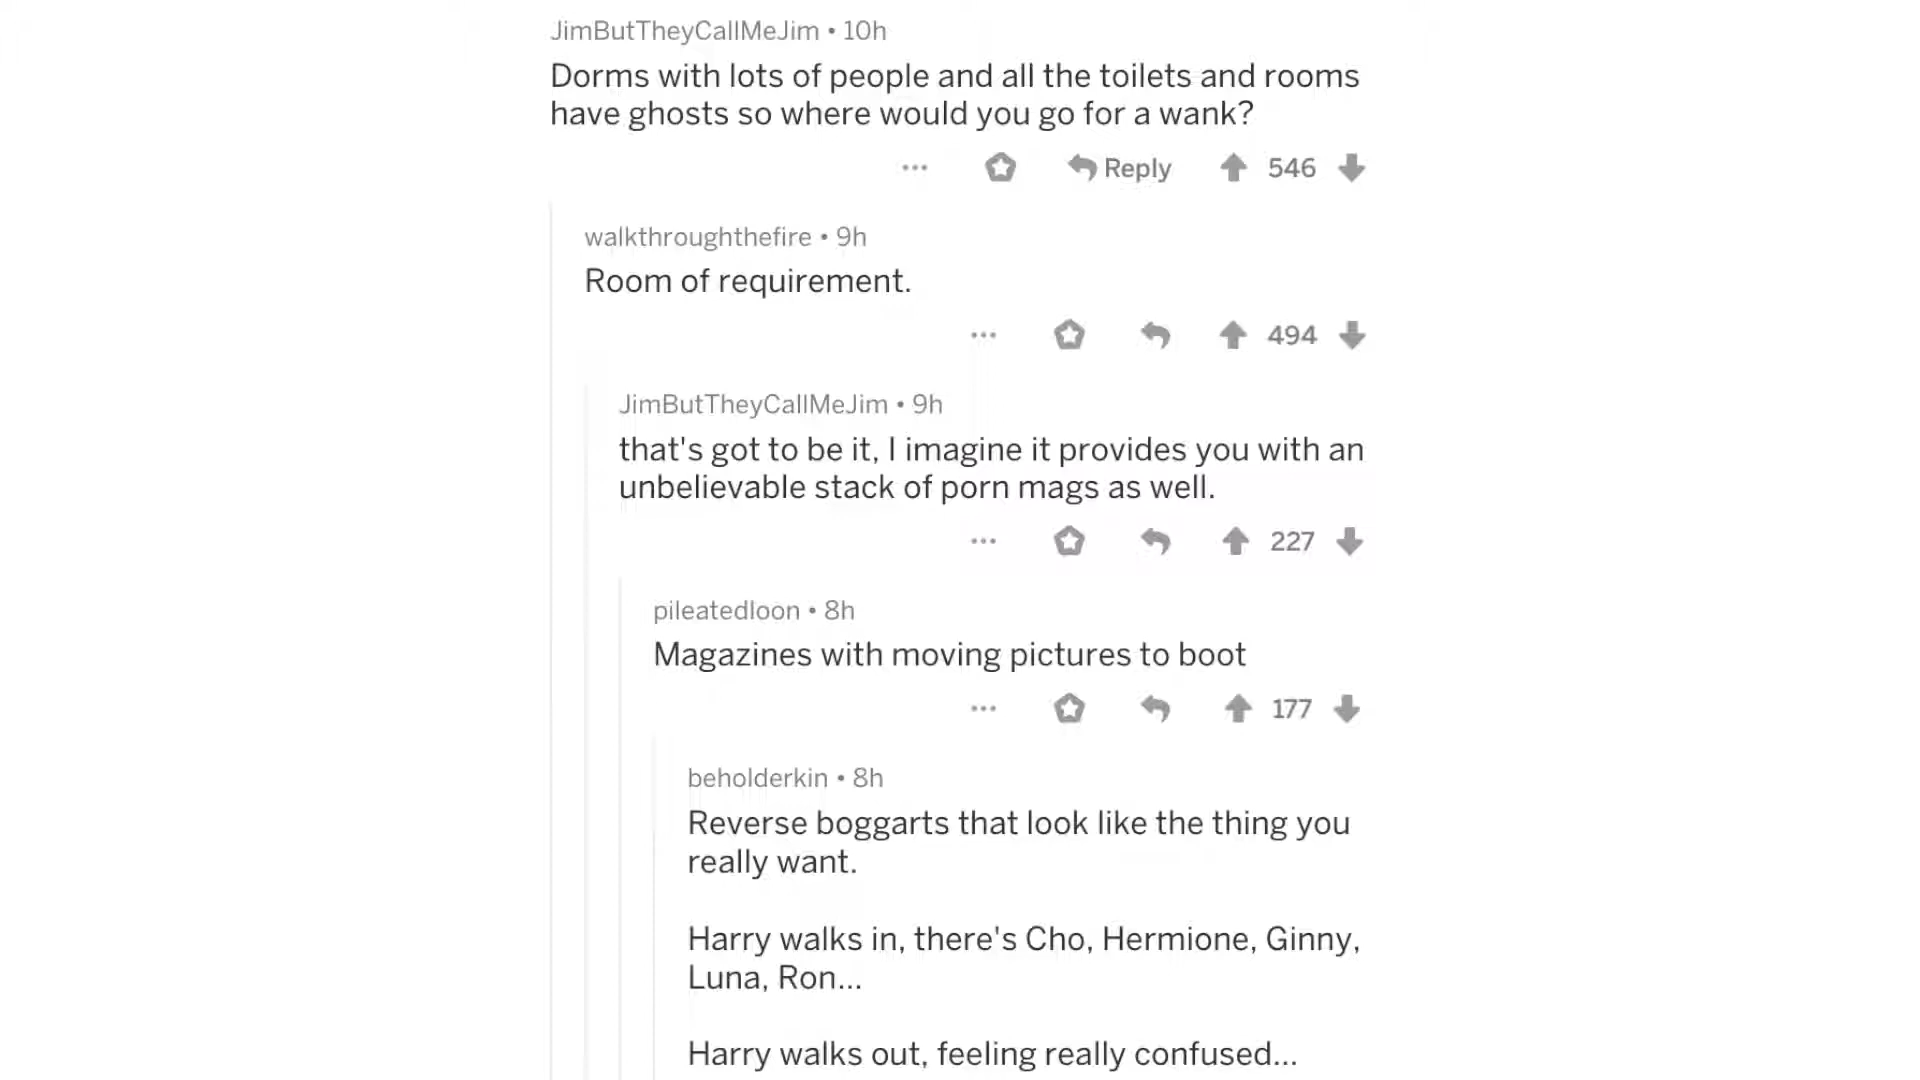 JimButTheyCallMeJim • 10h
Dorms with lots of people and all the toilets and rooms
have ghosts so where would you go for a wank?
Reply 546
walkthroughthefire • 9h
Room of requirement.
494
JimButTheyCallMeJim • 9h
that's got to be it, I imagine it provides you with an
unbelievable stack of porn mags as well.
227
pileatedloon • 8h
Magazines with moving pictures to boot
177
beholderkin • 8h
Reverse boggarts that look like the thing you
really want.
Harry walks in, there's Cho, Hermione, Ginny,
Luna, Ron...
Harry walks out, feeling really confused...